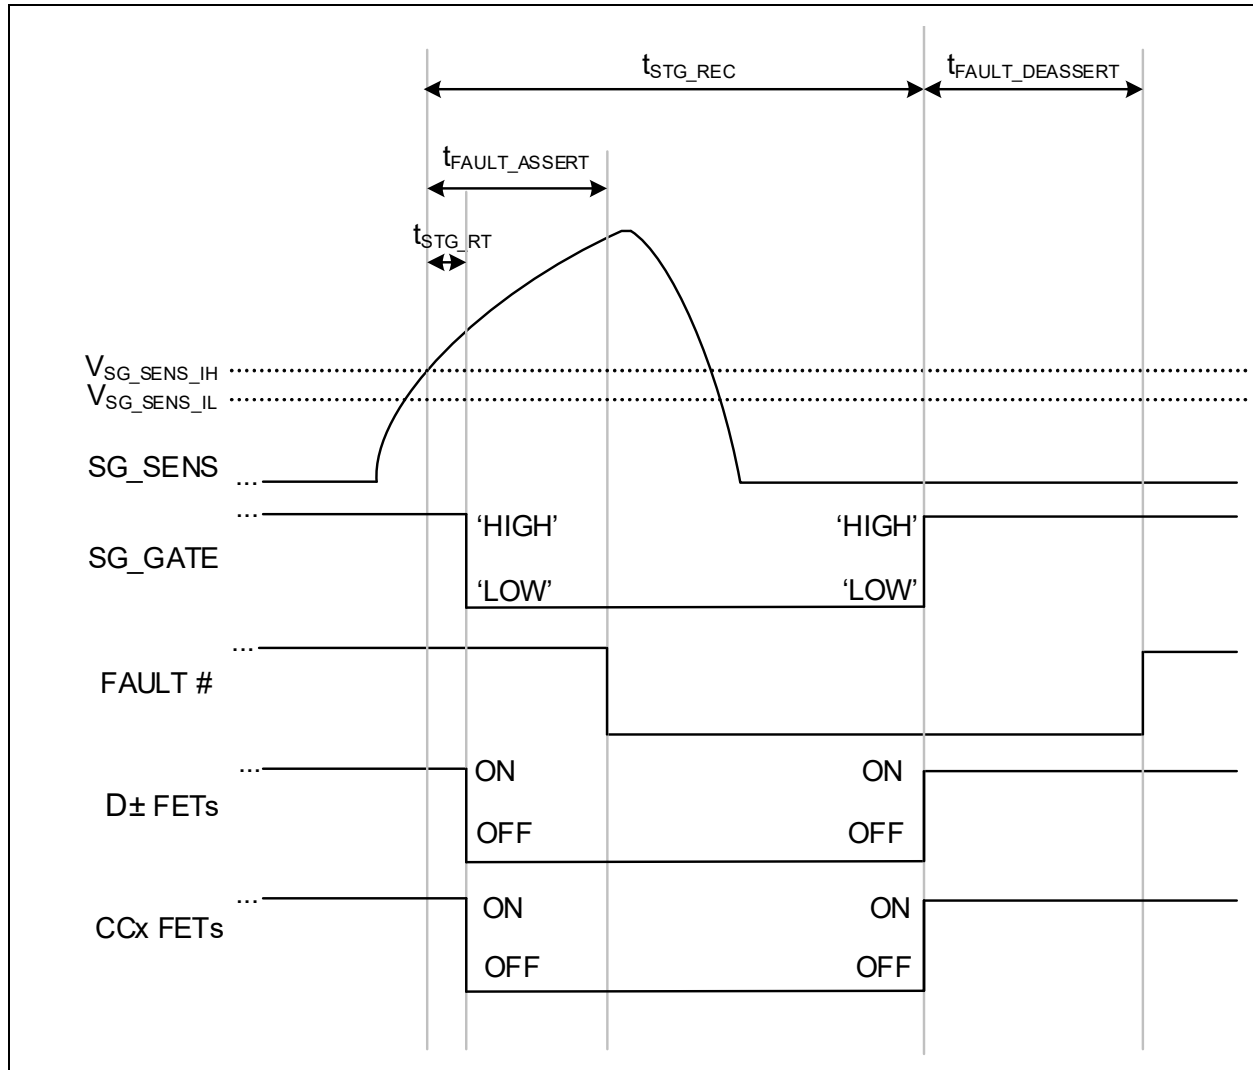 tSTG_REC tFAULT_DEASSERT
tFAULT_ASSERT
tSTG_RT
VSG_SENS_IH
VSG_SENS_IL
SG_SENS ...
... 'HIGH' 'HIGH'
SG_GATE
'LOW' 'LOW'
...
FAULT #
... ON ON
D± FETs
OFF OFF
... ON ON
CCx FETs
OFF OFF